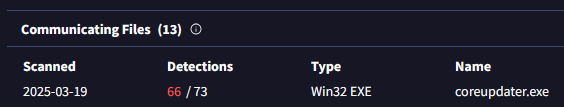 Communicating Files (13)
Scanned Detections Type Name
2025-03-19 66 / 73 Win32 EXE coreupdater.exe